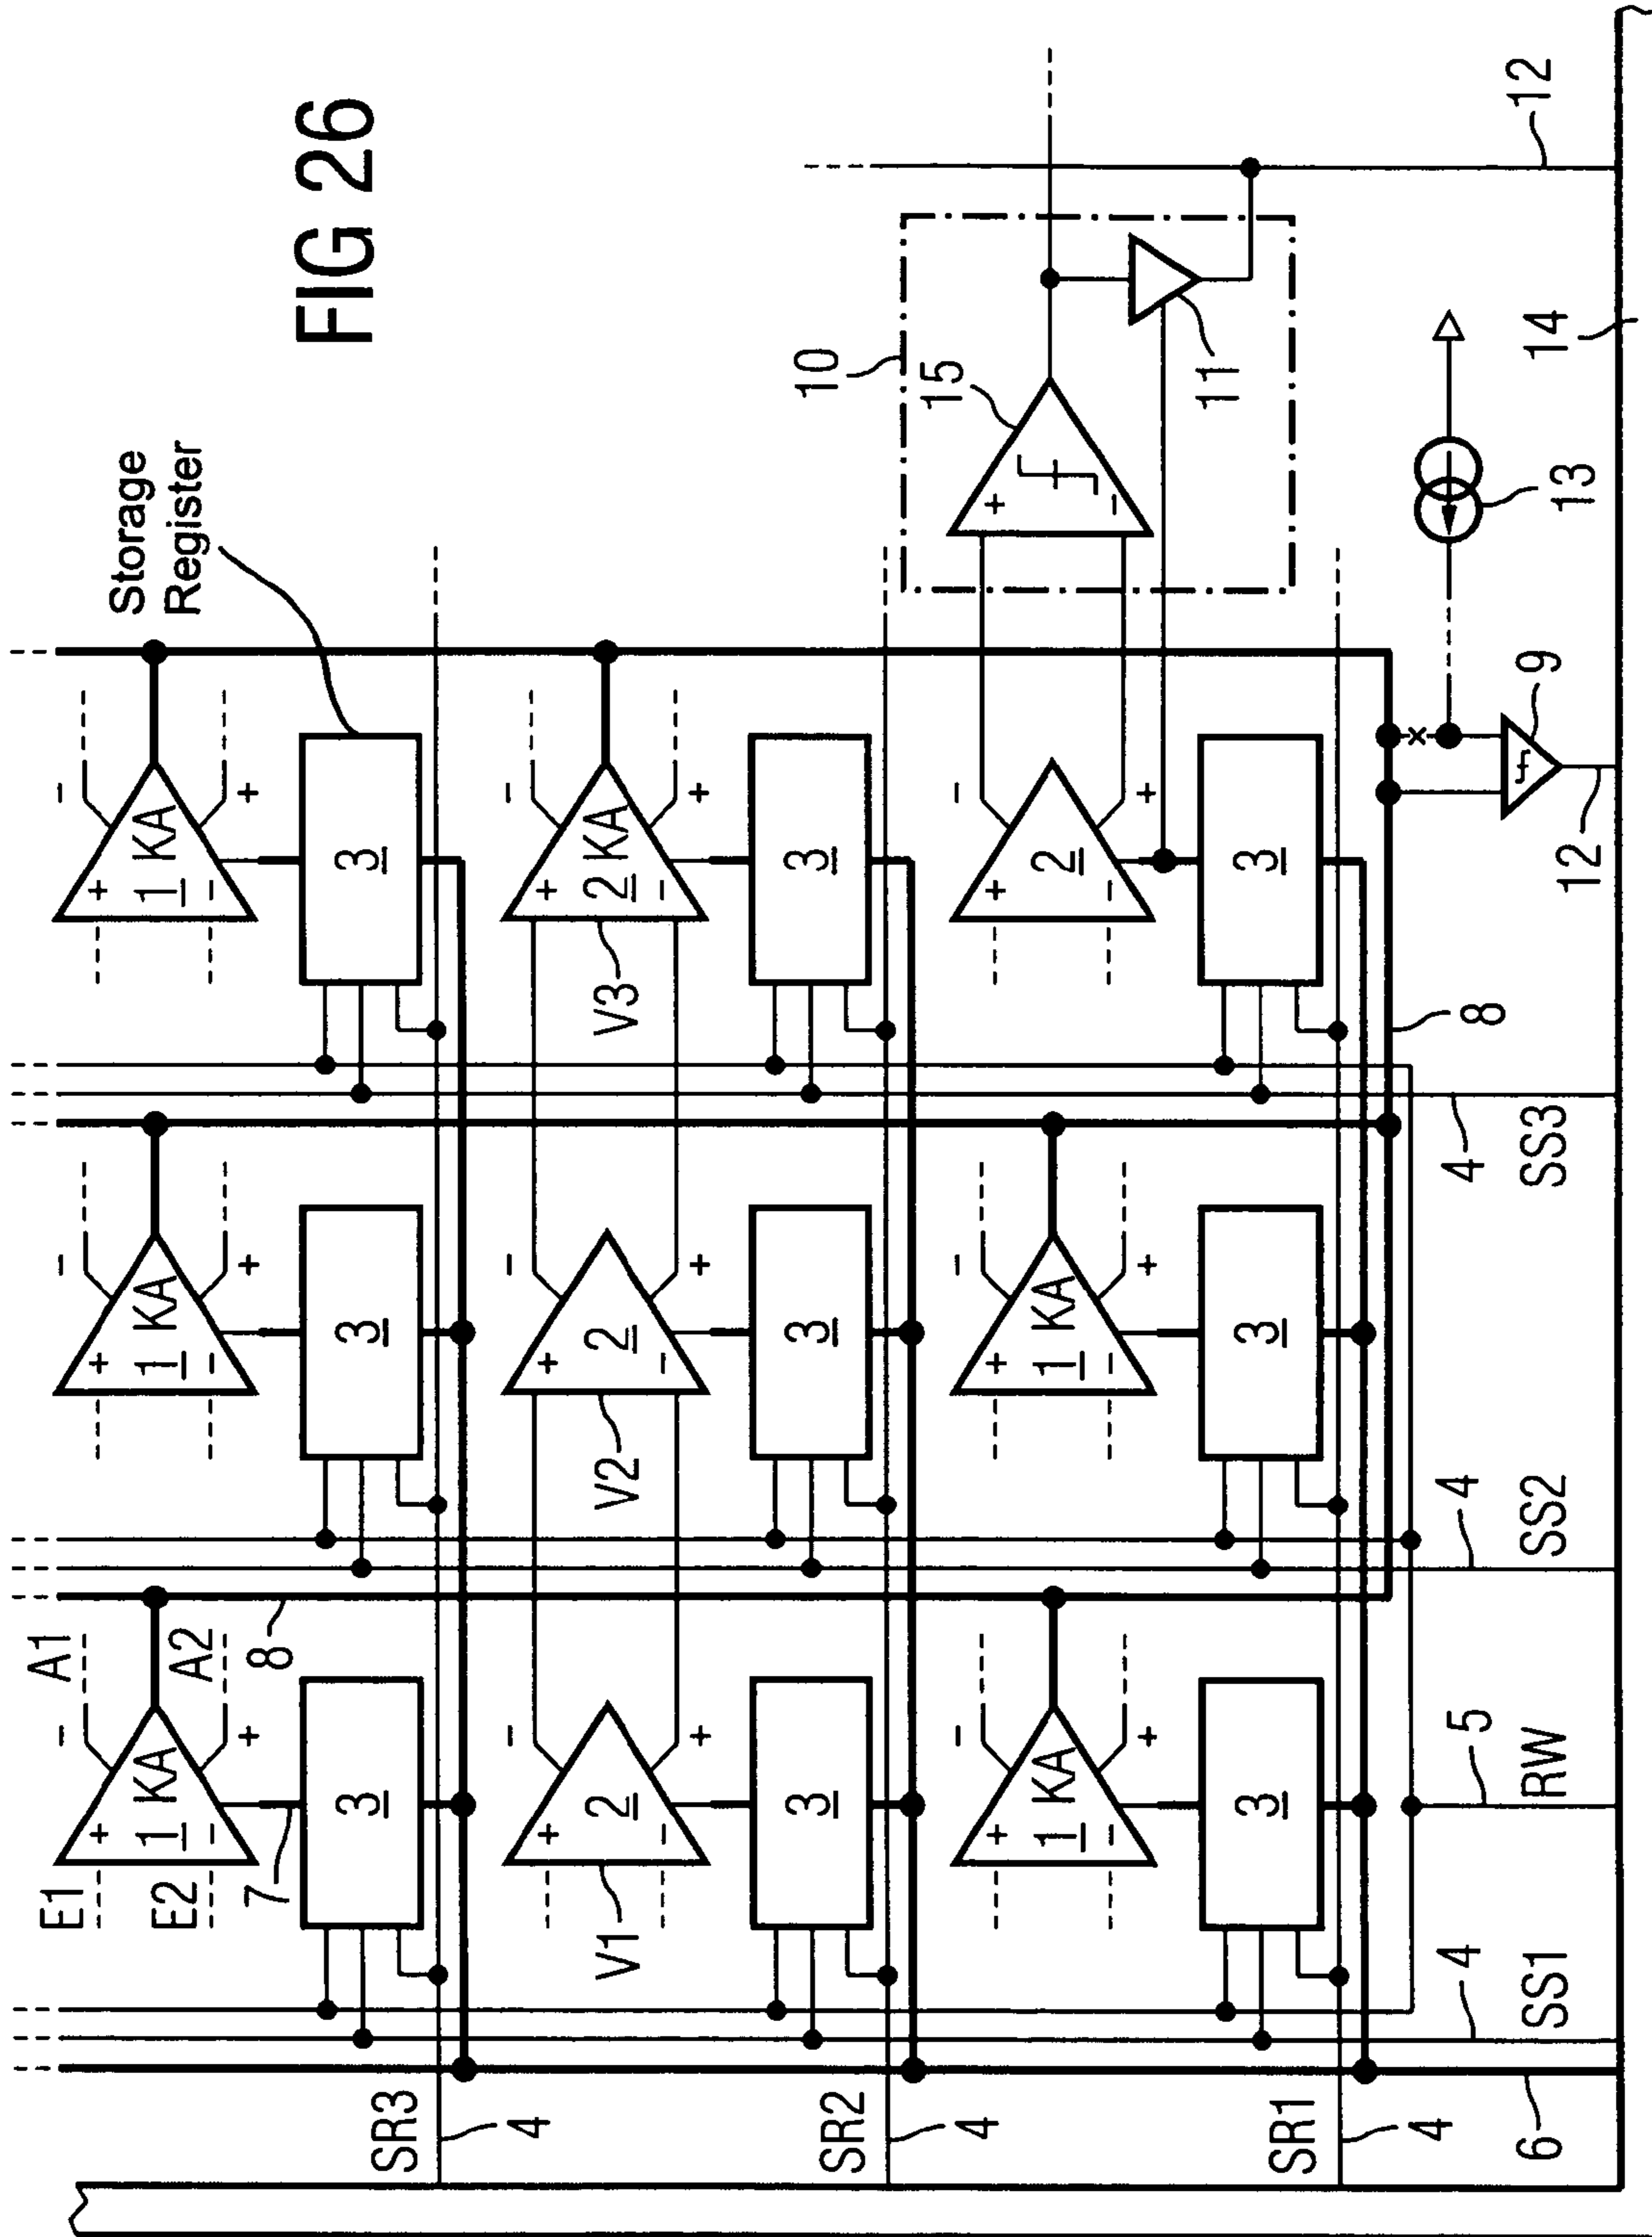 FIG 26
E1
A1
− − −
+ + +
Storage
Register
1 KA
1 KA
1 KA
E2
A2
− − −
+ + +
7
8
3
3
3
SR3
4
− − −
+ + +
2
2
2 KA
V1
V2
V3
− − −
+ + +
3
3
3
10
SR2
15
4
− − −
+ + + +
1 KA
1 KA
2
− − − −
+ + +
11
3
3
3
SR1
4
4
5
4
4
8
6
SS1
RW
SS2
SS3
9
13
12
14
12